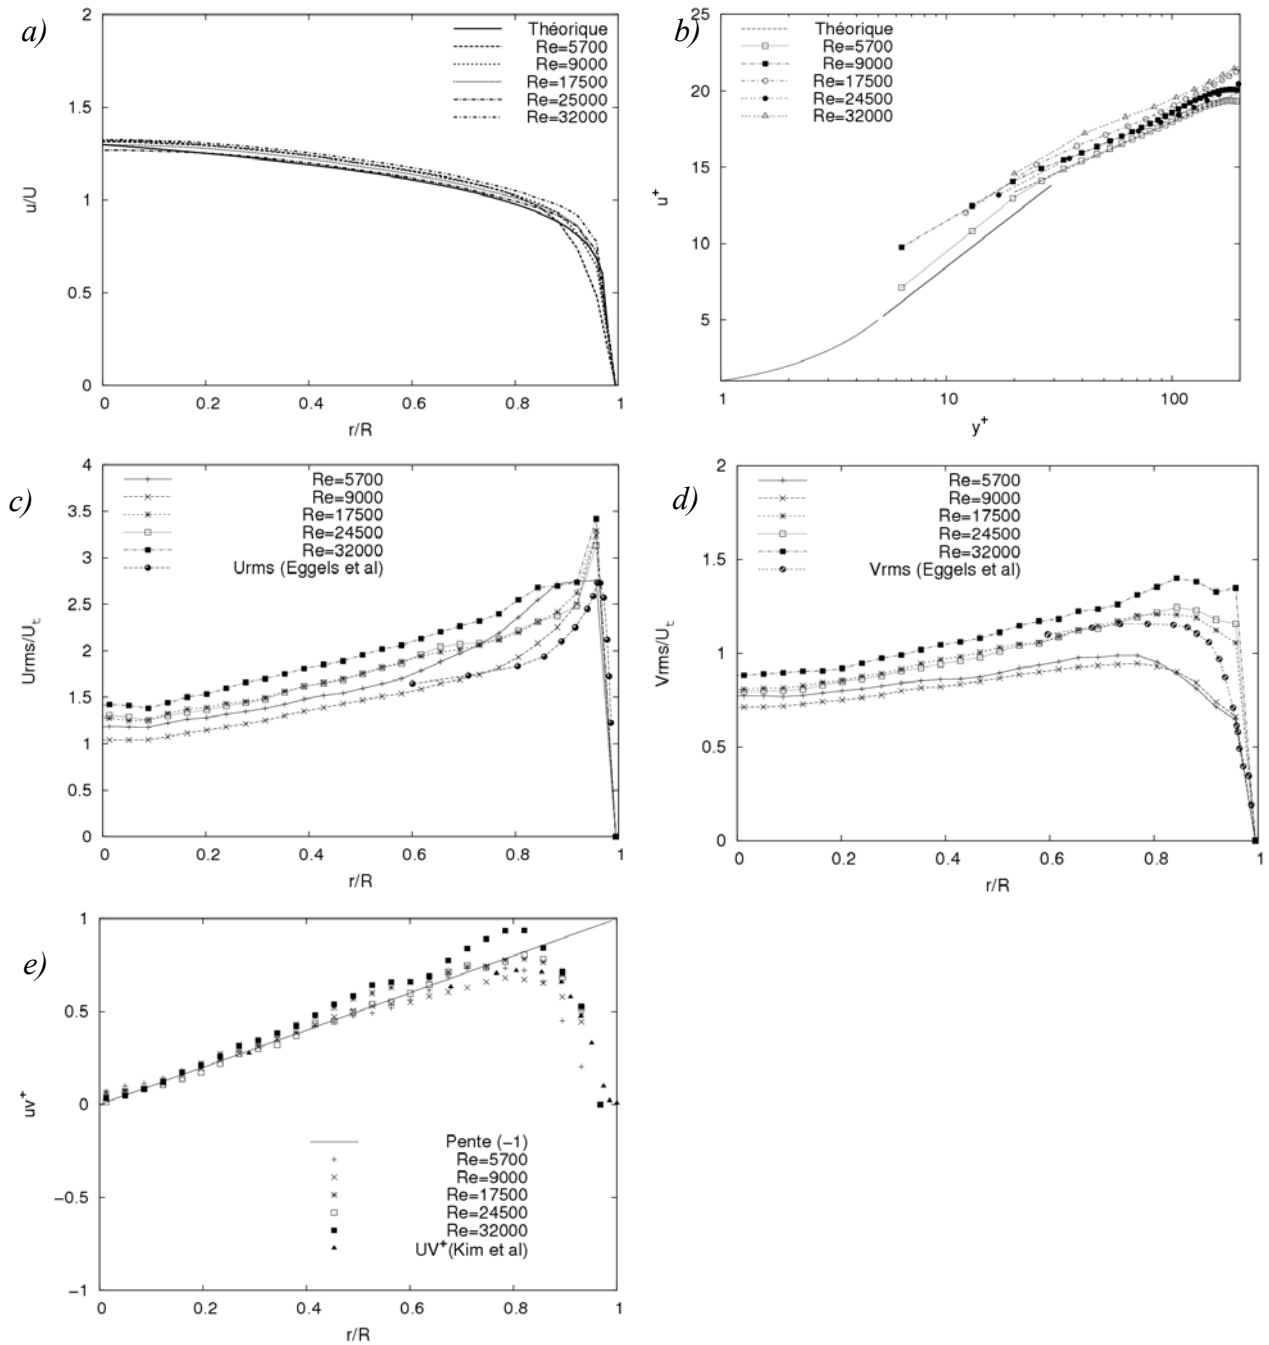 a)
2
1.5
1
0.5
0
0
0.2
0.4
0.6
0.8
1
u/U
r/R
Théorique
Re=5700
Re=9000
Re=17500
Re=25000
Re=32000
b)
25
20
15
10
5
1
10
100
u+
y+
Théorique
Re=5700
Re=9000
Re=17500
Re=24500
Re=32000
c)
4
3.5
3
2.5
2
1.5
1
0.5
0
0
0.2
0.4
0.6
0.8
1
Urms/Ut
r/R
Re=5700
Re=9000
Re=17500
Re=24500
Re=32000
Urms (Eggels et al)
d)
2
1.5
1
0.5
0
0
0.2
0.4
0.6
0.8
1
Vrms/Ut
r/R
Re=5700
Re=9000
Re=17500
Re=24500
Re=32000
Vrms (Eggels et al)
e)
1
0.5
0
−0.5
−1
0
0.2
0.4
0.6
0.8
1
uv+
r/R
Pente (−1)
Re=5700
Re=9000
Re=17500
Re=24500
Re=32000
UV+(Kim et al)